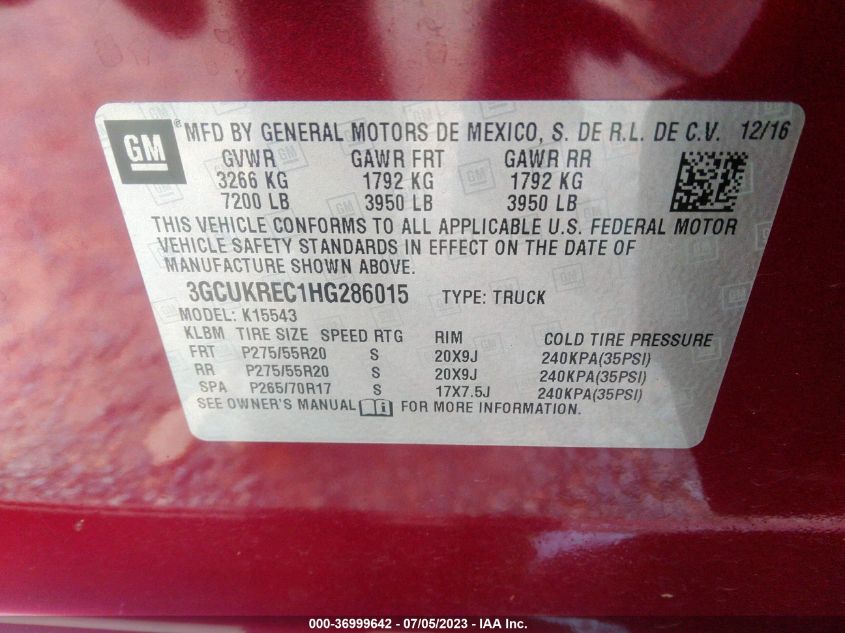 GM ® MFD BY GENERAL MOTORS DE MEXICO, S. DE R.L. DE C.V. 12/16
GVWR GAWR FRT GAWR RR
3266 KG 1792 KG 1792 KG
7200 LB 3950 LB 3950 LB
THIS VEHICLE CONFORMS TO ALL APPLICABLE U.S. FEDERAL MOTOR
VEHICLE SAFETY STANDARDS IN EFFECT ON THE DATE OF
MANUFACTURE SHOWN ABOVE.
3GCUKREC1HG286015 TYPE: TRUCK
MODEL: K15543
KLBM TIRE SIZE SPEED RTG RIM COLD TIRE PRESSURE
FRT P275/55R20 S 20X9J 240KPA(35PSI)
RR P275/55R20 S 20X9J 240KPA(35PSI)
SPA P265/70R17 S 17X7.5J 240KPA(35PSI)
SEE OWNER'S MANUAL FOR MORE INFORMATION.
000-36999642 - 07/05/2023 - IAA Inc.